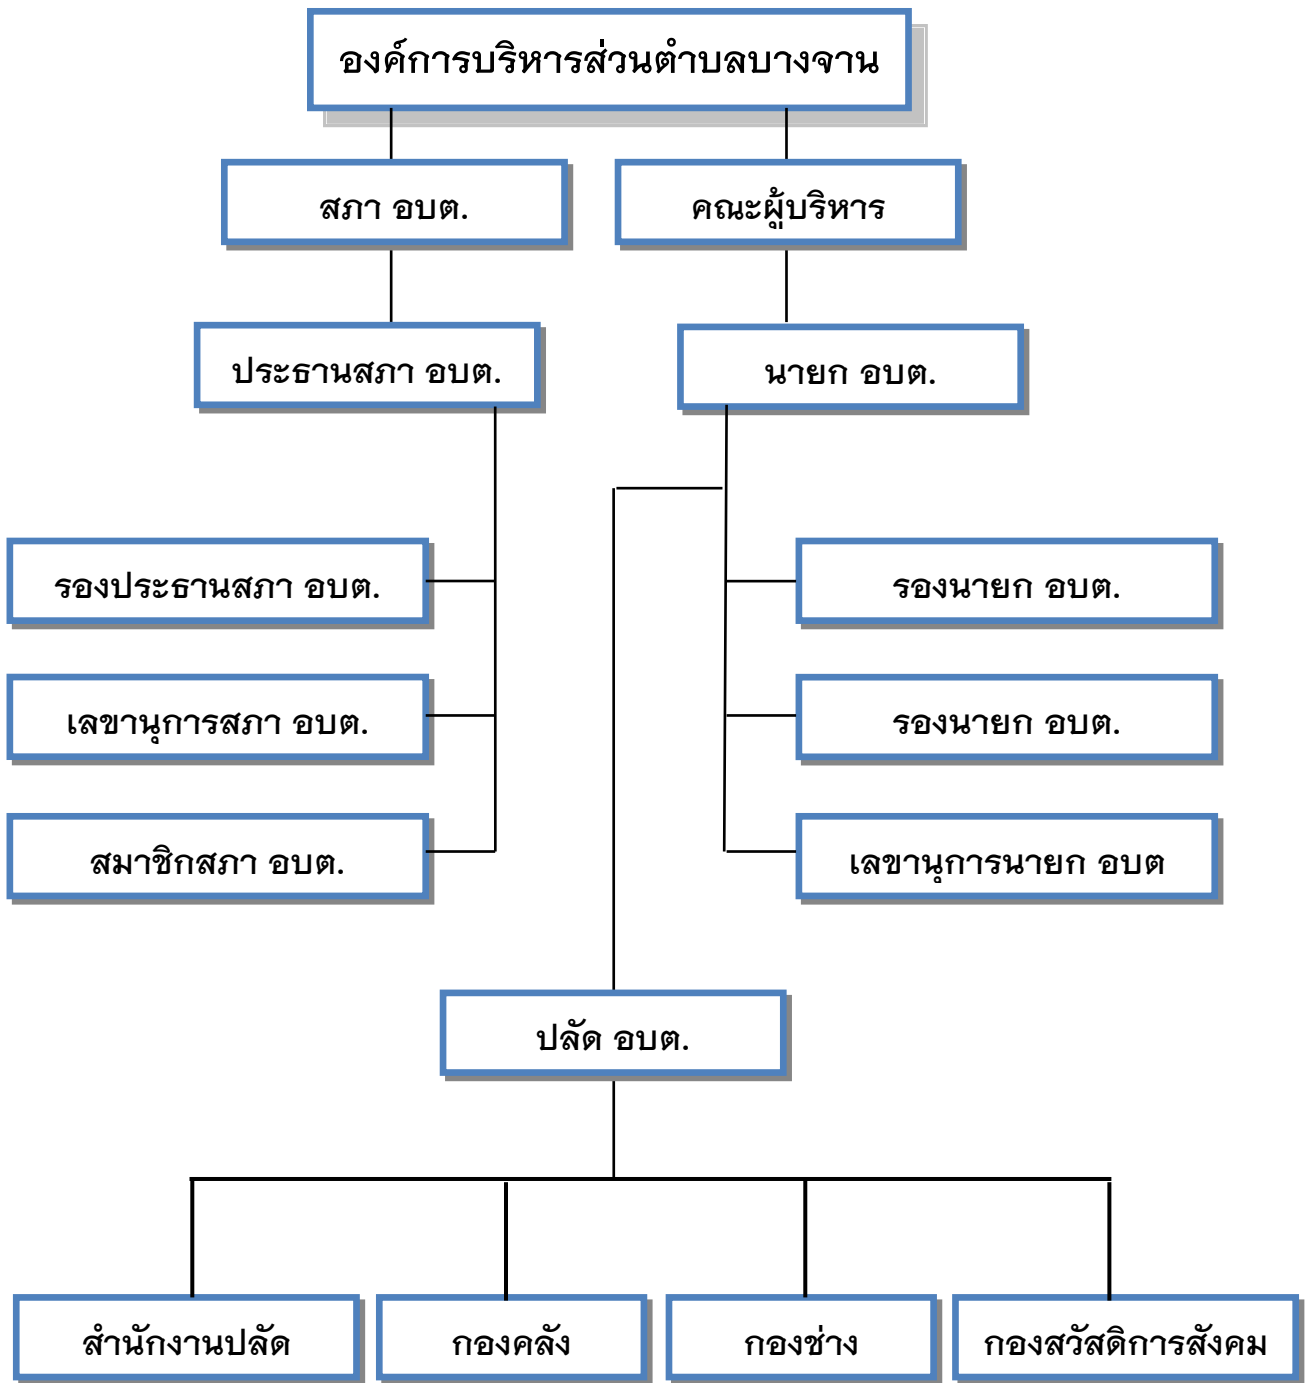 องค์การบริหารส่วนตำบลบางจาน
สภา อบต.
คณะผู้บริหาร
ประธานสภา อบต.
นายก อบต.
รองประธานสภา อบต.
รองนายก อบต.
เลขานุการสภา อบต.
รองนายก อบต.
สมาชิกสภา อบต.
เลขานุการนายก อบต
ปลัด อบต.
สำนักงานปลัด
กองคลัง
กองช่าง
กองสวัสดิการสังคม